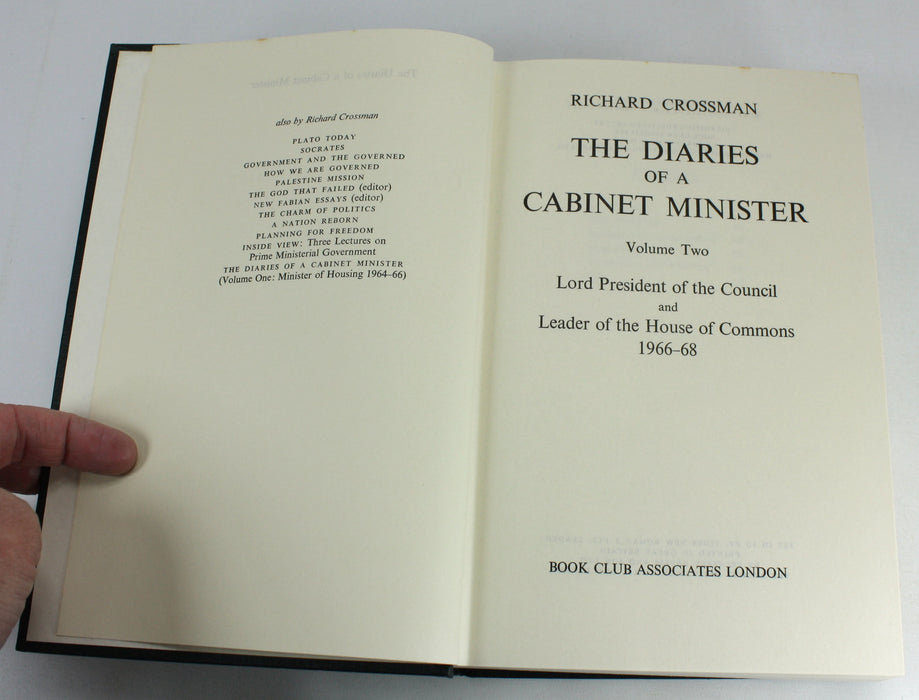 also by Richard Crossman
PLATO TODAY
SOCRATES
GOVERNMENT AND THE GOVERNED
HOW WE ARE GOVERNED
PALESTINE MISSION
THE GOD THAT FAILED (editor)
NEW FABIAN ESSAYS (editor)
THE CHARM OF POLITICS
A NATION REBORN
PLANNING FOR FREEDOM
INSIDE VIEW: Three Lectures on
Prime Ministerial Government
THE DIARIES OF A CABINET MINISTER
(Volume One: Minister of Housing 1964–66)
RICHARD CROSSMAN
THE DIARIES
OF A
CABINET MINISTER
Volume Two
Lord President of the Council
and
Leader of the House of Commons
1966–68
BOOK CLUB ASSOCIATES LONDON